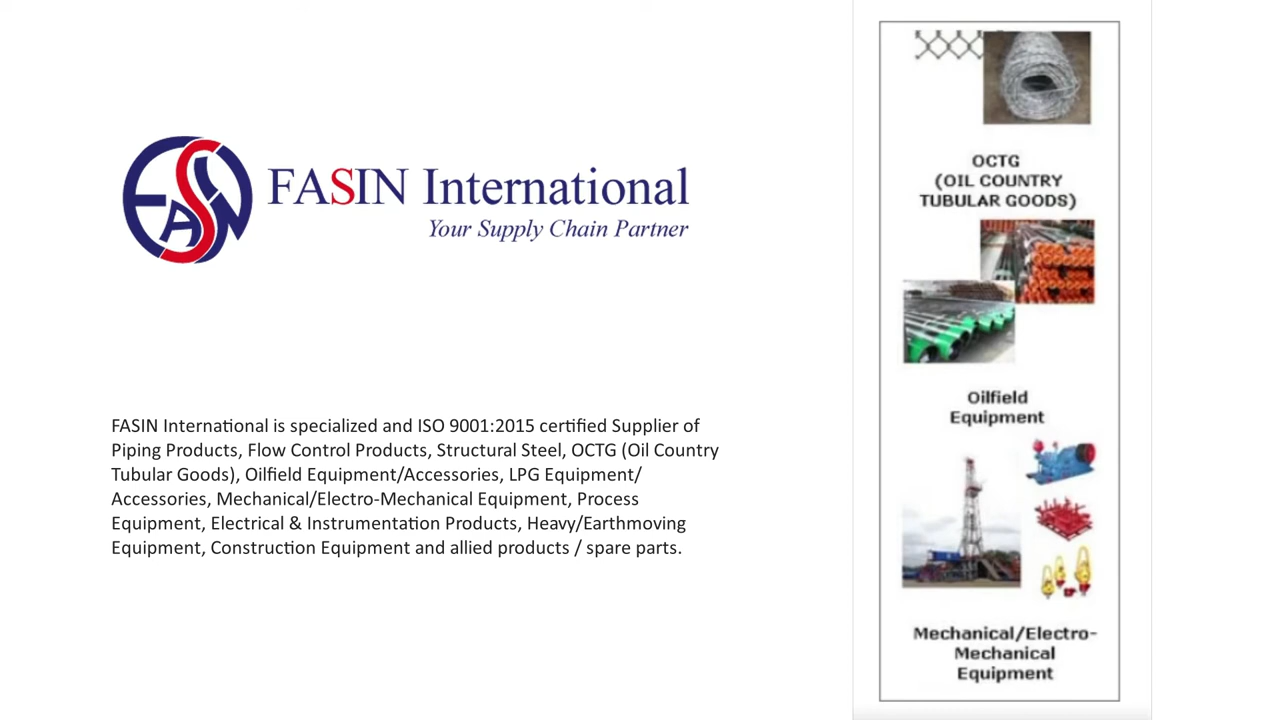 FASIN
FASIN International
Your Supply Chain Partner
FASIN International is specialized and ISO 9001:2015 certified Supplier of
Piping Products, Flow Control Products, Structural Steel, OCTG (Oil Country
Tubular Goods), Oilfield Equipment/Accessories, LPG Equipment/
Accessories, Mechanical/Electro-Mechanical Equipment, Process
Equipment, Electrical & Instrumentation Products, Heavy/Earthmoving
Equipment, Construction Equipment and allied products / spare parts.
OCTG
(OIL COUNTRY
TUBULAR GOODS)
Oilfield
Equipment
Mechanical/Electro-
Mechanical
Equipment